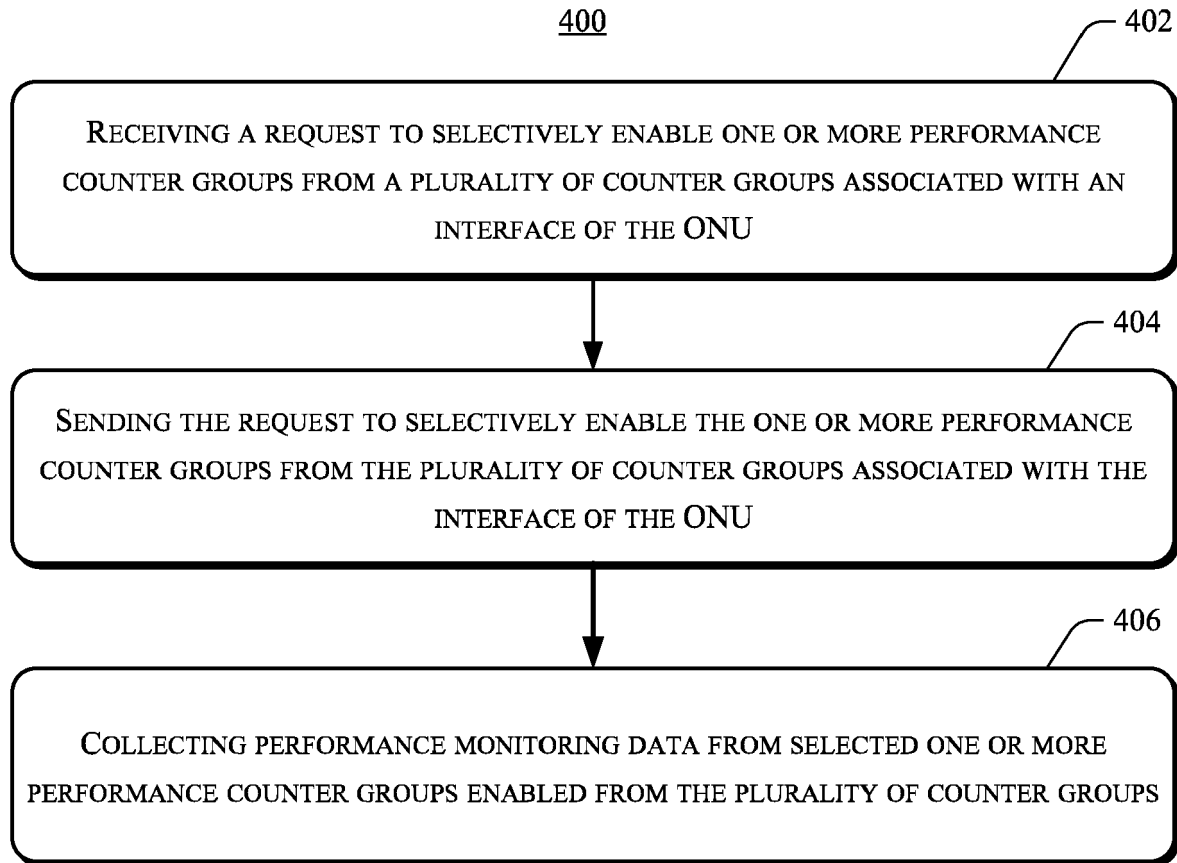 400
402
RECEIVING A REQUEST TO SELECTIVELY ENABLE ONE OR MORE PERFORMANCE
COUNTER GROUPS FROM A PLURALITY OF COUNTER GROUPS ASSOCIATED WITH AN
INTERFACE OF THE ONU
404
SENDING THE REQUEST TO SELECTIVELY ENABLE THE ONE OR MORE PERFORMANCE
COUNTER GROUPS FROM THE PLURALITY OF COUNTER GROUPS ASSOCIATED WITH THE
INTERFACE OF THE ONU
406
COLLECTING PERFORMANCE MONITORING DATA FROM SELECTED ONE OR MORE
PERFORMANCE COUNTER GROUPS ENABLED FROM THE PLURALITY OF COUNTER GROUPS